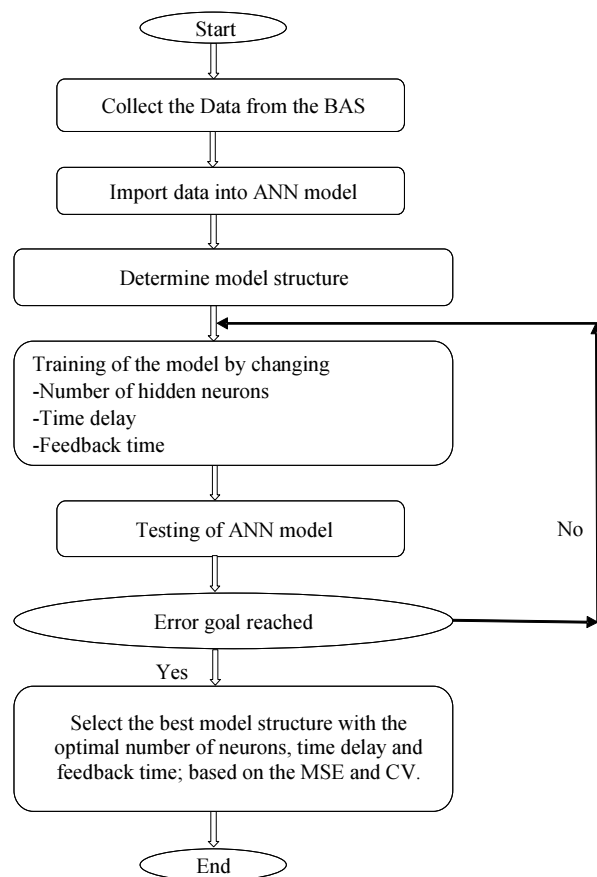 Start
Collect the Data from the BAS
Import data into ANN model
Determine model structure
Training of the model by changing
-Number of hidden neurons
-Time delay
-Feedback time
Testing of ANN model
No
Error goal reached
Yes
Select the best model structure with the
optimal number of neurons, time delay and
feedback time; based on the MSE and CV.
End